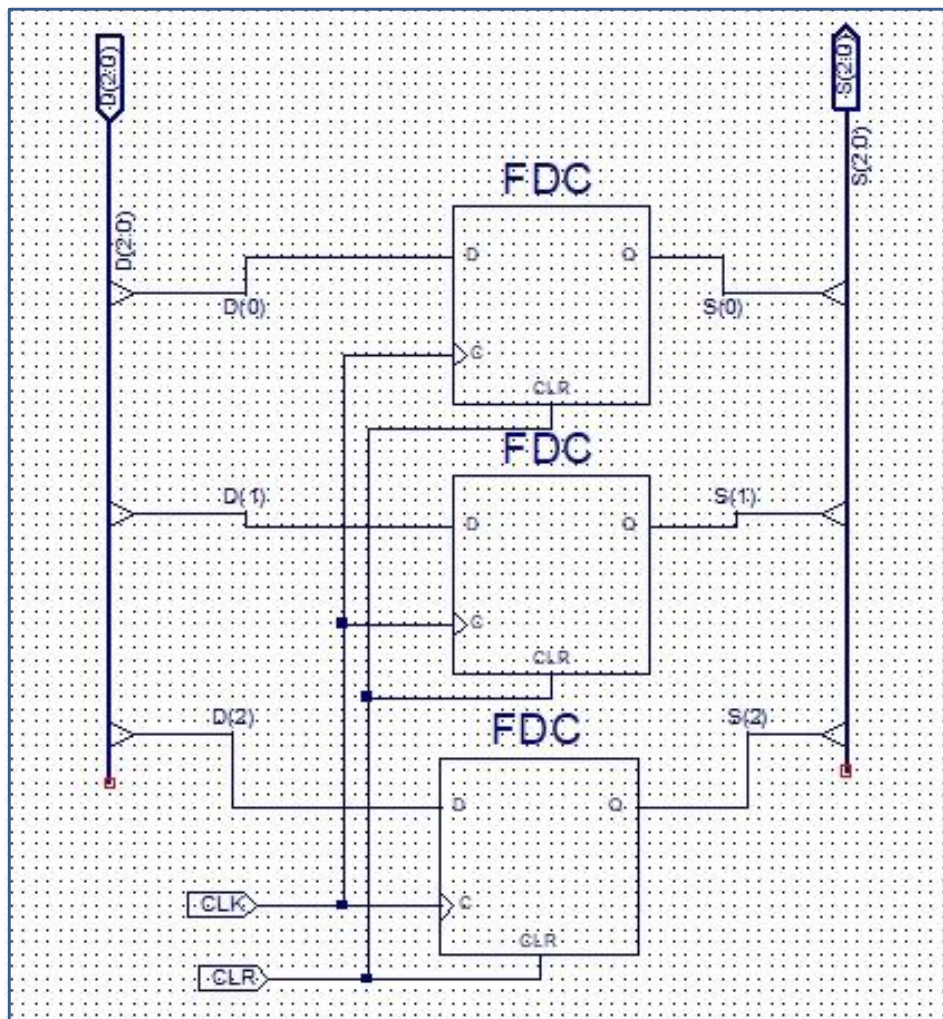 D(2:0)
S(2:0)
D(2:0)
S(2:0)
FDC
D
Q
D(0)
S(0)
C
CLR
FDC
D(1)
S(1)
D
Q
C
CLR
D(2)
FDC
S(2)
D
Q
CLK
C
CLR
CLR